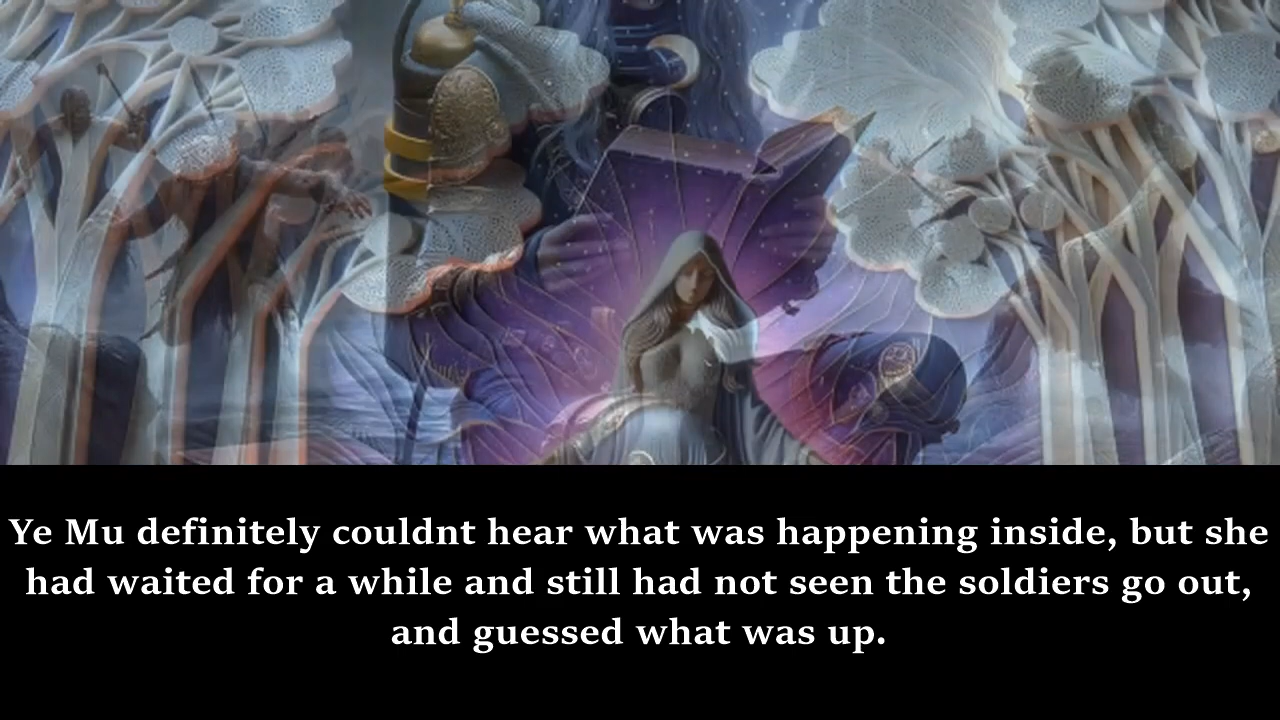 Ye Mu definitely couldnt hear what was happening inside, but she
had waited for a while and still had not seen the soldiers go out,
and guessed what was up.